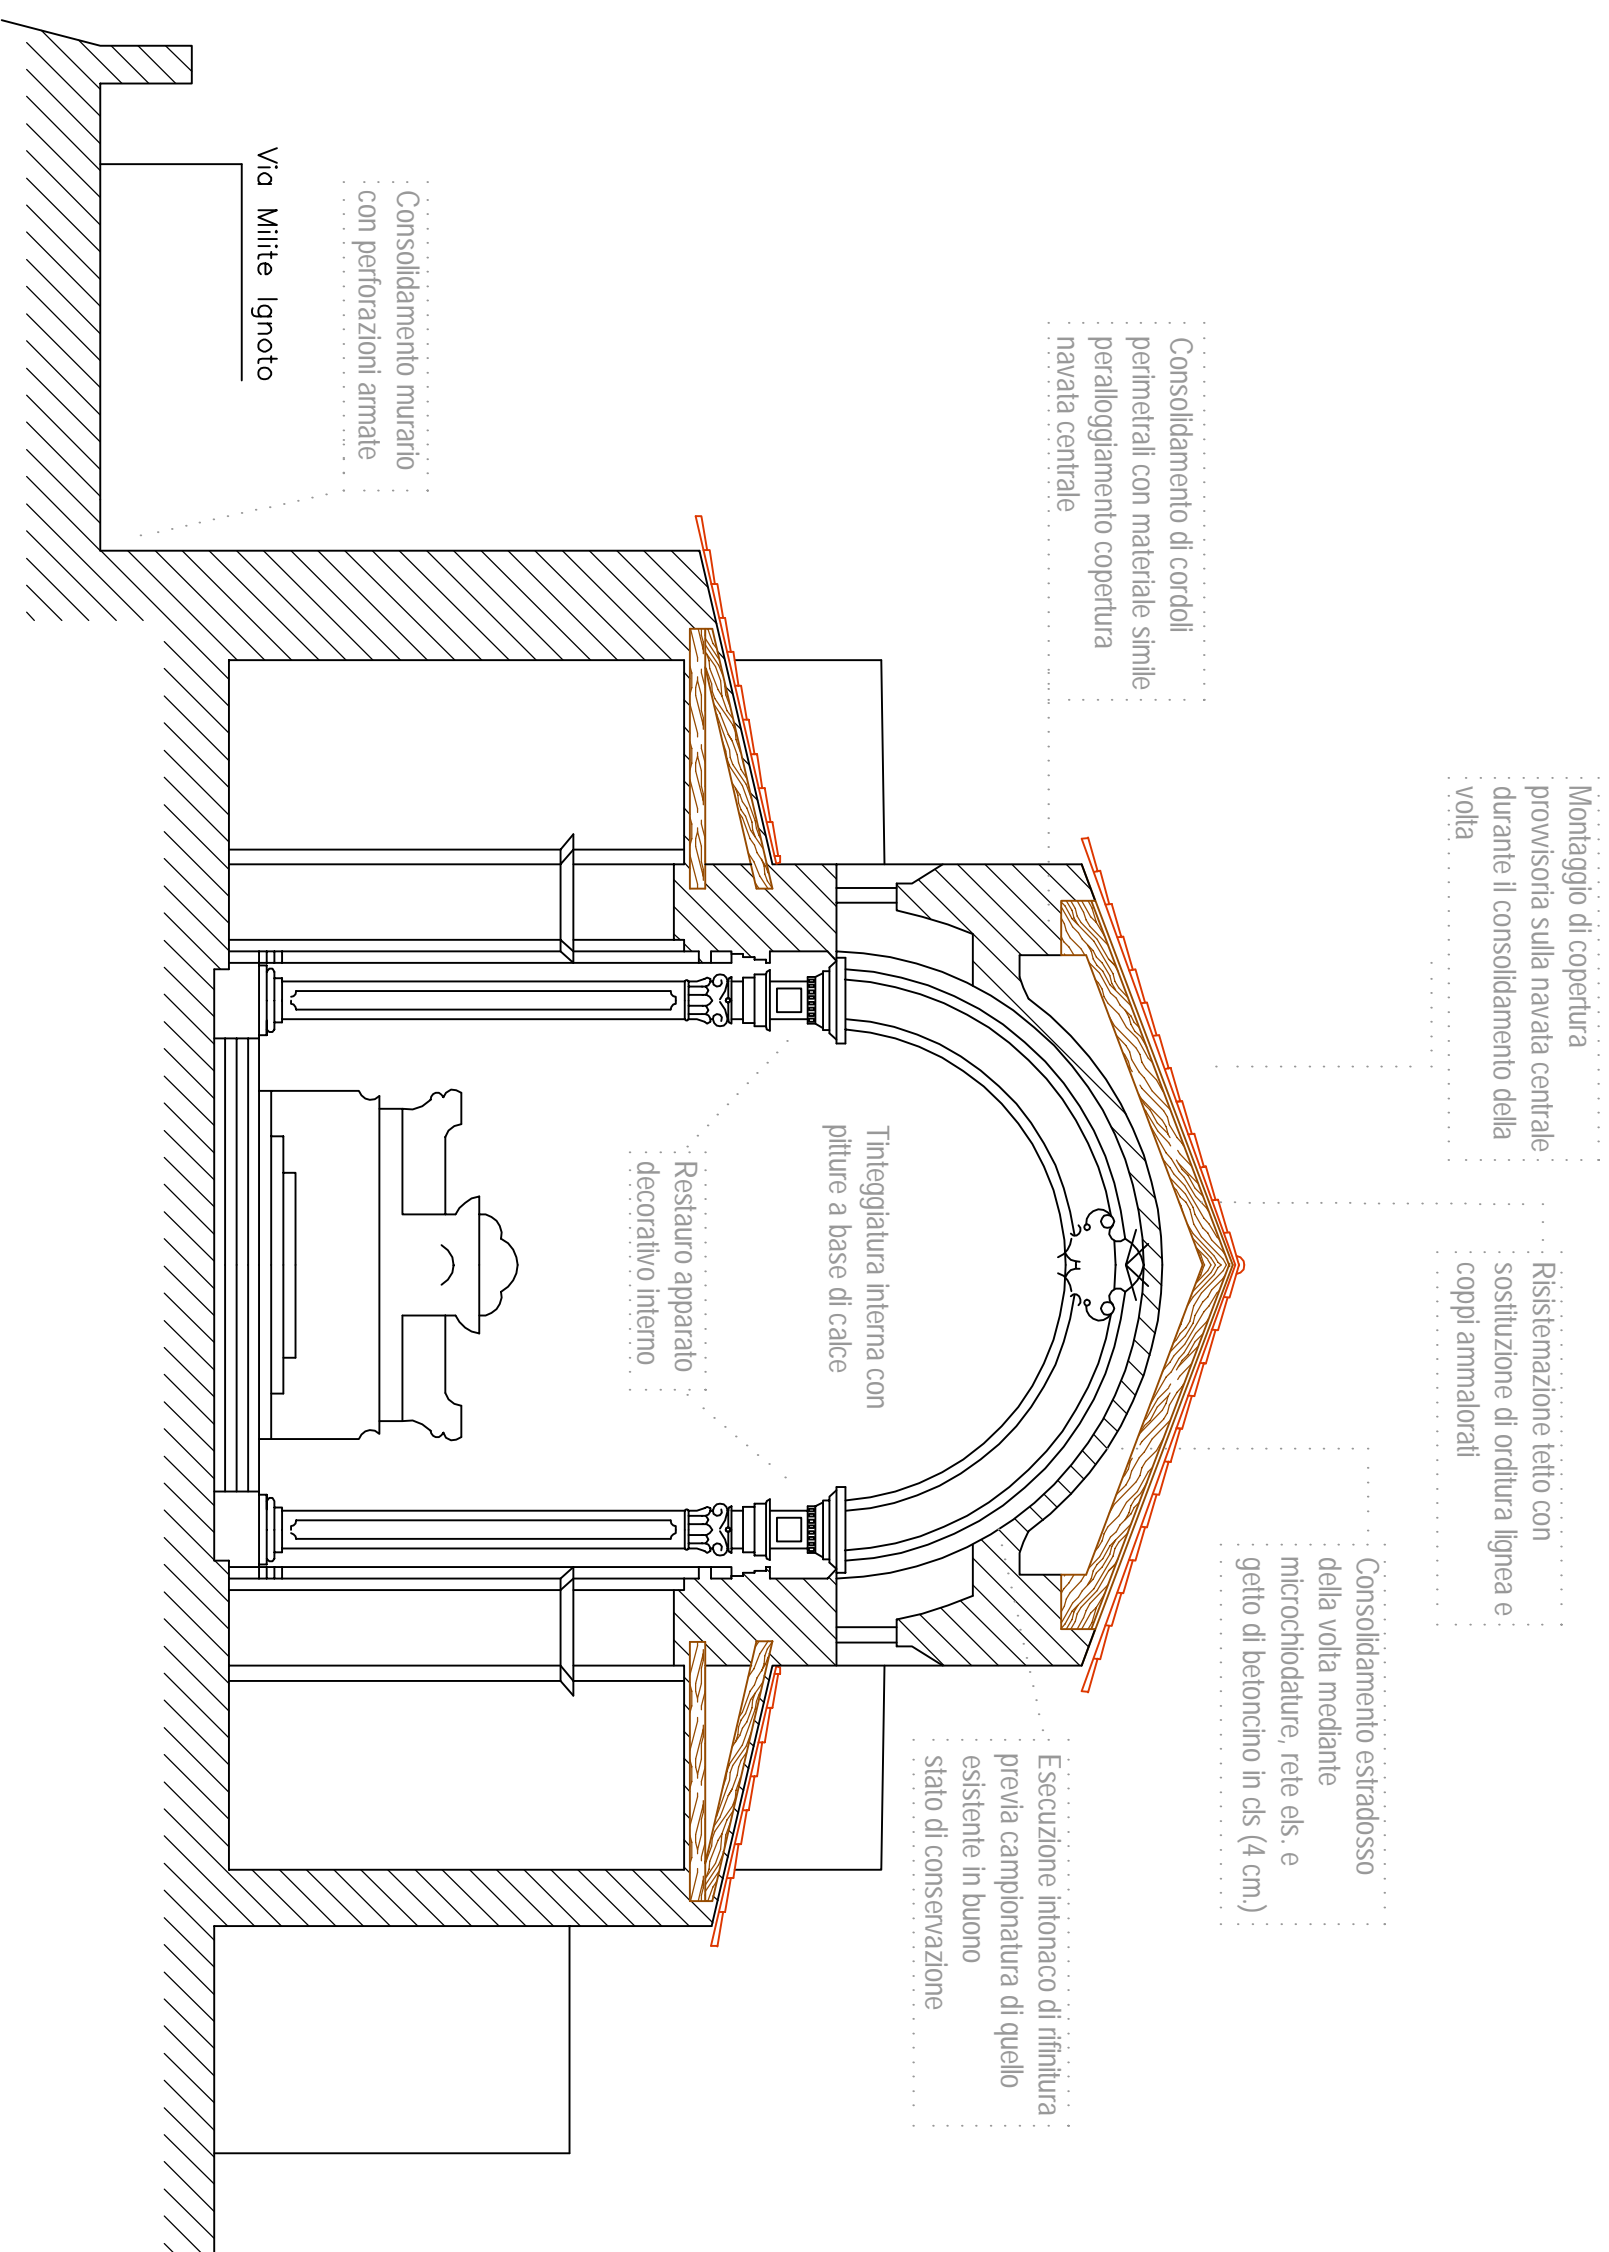 Montaggio di copertura
provvisoria sulla navata centrale
durante il consolidamento della
volta
Risistemazione tetto con
sostituzione di orditura lignea e
coppi ammalorati
Consolidamento estradosso
della volta mediante
microchiodature, rete els. e
getto di betoncino in cls (4 cm.)
Consolidamento di cordoli
perimetrali con materiale simile
peralloggiamento copertura
navata centrale
Esecuzione intonaco di rifinitura
previa campionatura di quello
esistente in buono
stato di conservazione
Tinteggiatura interna con
pitture a base di calce
Restauro apparato
decorativo interno
Consolidamento murario
con perforazioni armate
Via Milite Ignoto